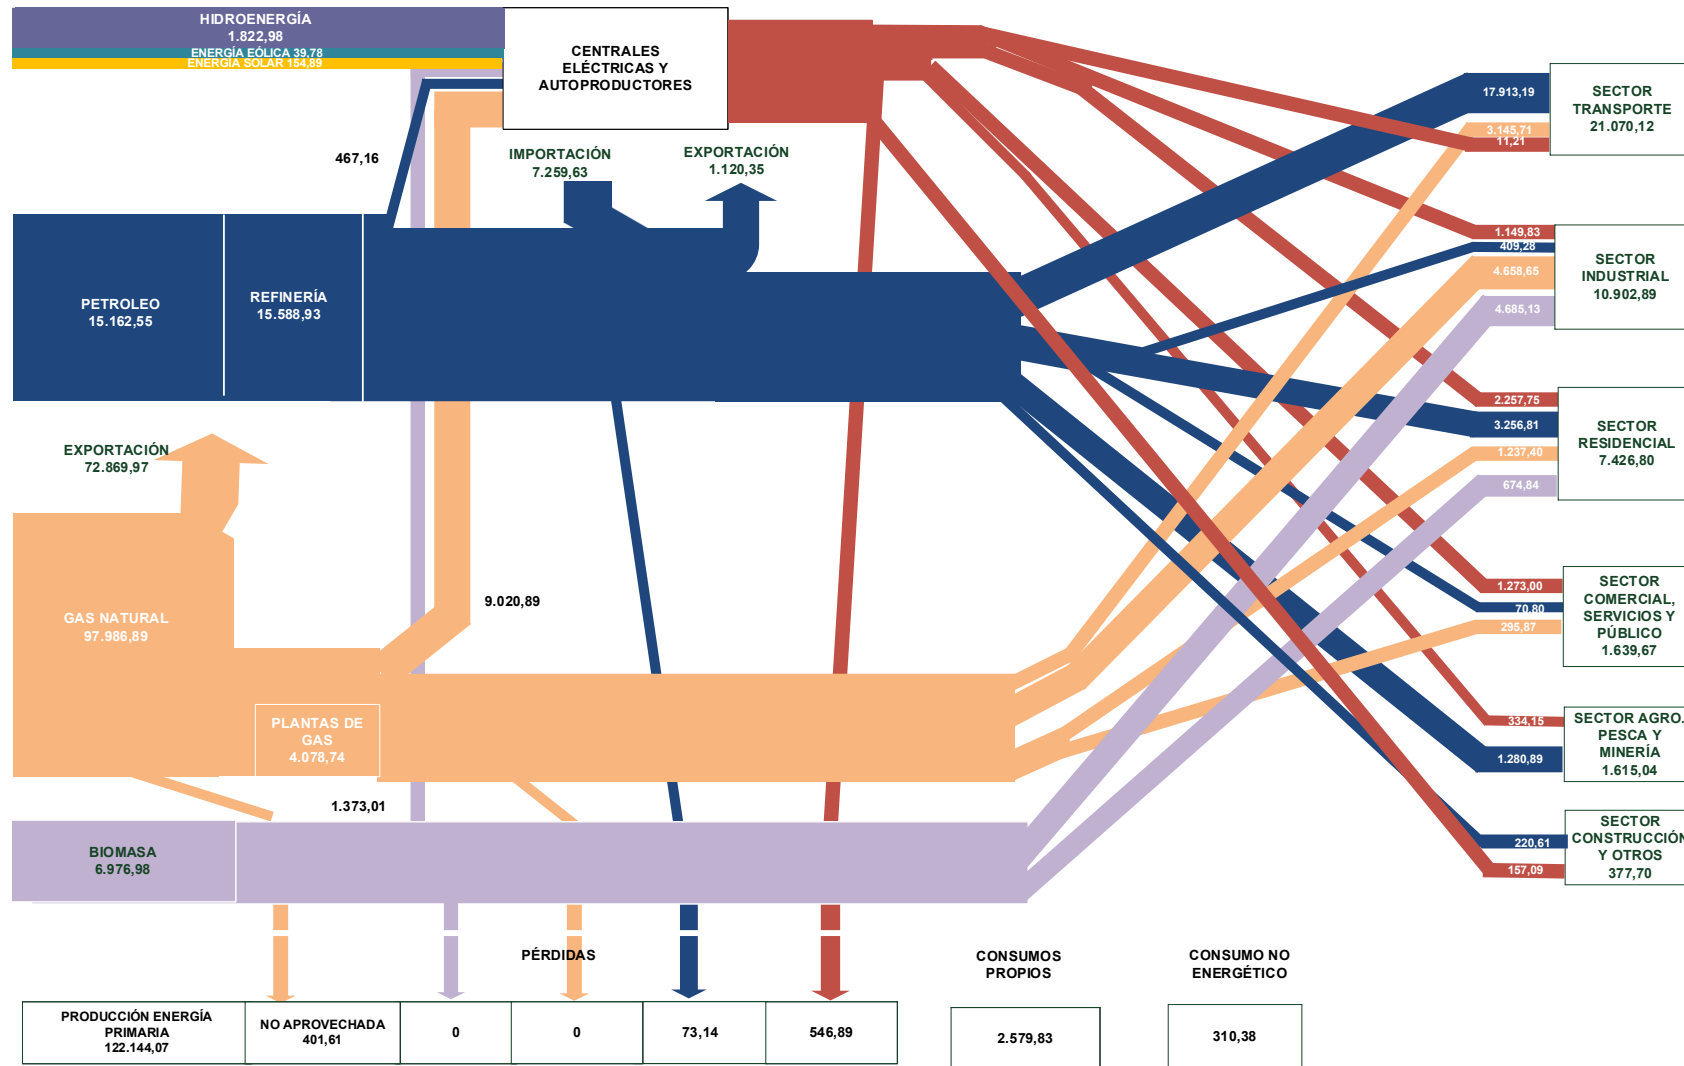 HIDROENERGÍA
1.822,98
ENERGÍA EÓLICA 39,78
ENERGÍA SOLAR 154,89
CENTRALES
ELÉCTRICAS Y
AUTOPRODUCTORES
467,16
IMPORTACIÓN
7.259,63
EXPORTACIÓN
1.120,35
PETROLEO
15.162,55
REFINERÍA
15.588,93
EXPORTACIÓN
72.869,97
GAS NATURAL
97.986,89
9.020,89
PLANTAS DE
GAS
4.078,74
1.373,01
BIOMASA
6.976,98
17.913,19
3.145,71
11,21
SECTOR
TRANSPORTE
21.070,12
1.149,83
409,28
4.658,65
4.685,13
SECTOR
INDUSTRIAL
10.902,89
2.257,75
3.256,81
1.237,40
674,84
SECTOR
RESIDENCIAL
7.426,80
1.273,00
70,80
295,87
SECTOR
COMERCIAL,
SERVICIOS Y
PÚBLICO
1.639,67
334,15
1.280,89
SECTOR AGRO.
PESCA Y
MINERÍA
1.615,04
220,61
157,09
SECTOR
CONSTRUCCIÓN
Y OTROS
377,70
PÉRDIDAS
CONSUMOS
PROPIOS
CONSUMO NO
ENERGÉTICO
PRODUCCIÓN ENERGÍA
PRIMARIA
122.144,07
NO APROVECHADA
401,61
0
0
73,14
546,89
2.579,83
310,38